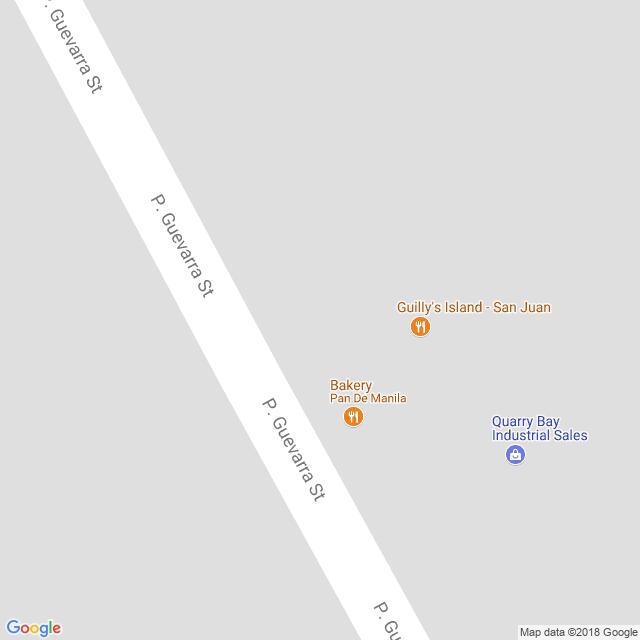 P. Guevarra St
P. Guevarra St
Guilly's Island - San Juan
Bakery
Pan De Manila
P. Guevarra St
Quarry Bay
Industrial Sales
P. Gu
Google
Map data ©2018 Google